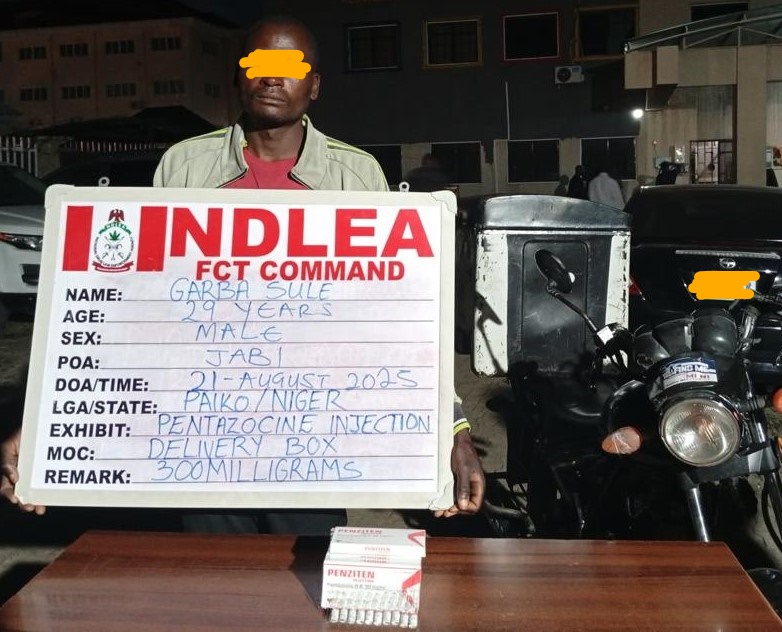 NDLEA
FCT COMMAND
NAME: GARBA SULE
AGE: 29 YEARS
SEX: MALE
POA: JABI
DOA/TIME: 21-AUGUST 2025
LGA/STATE: PAIKO/NIGER
EXHIBIT: PENTAZOCINE INJECTION
MOC: DELIVERY BOX
REMARK: 300MILLIGRAMS
PENZITEN
PENZITEN